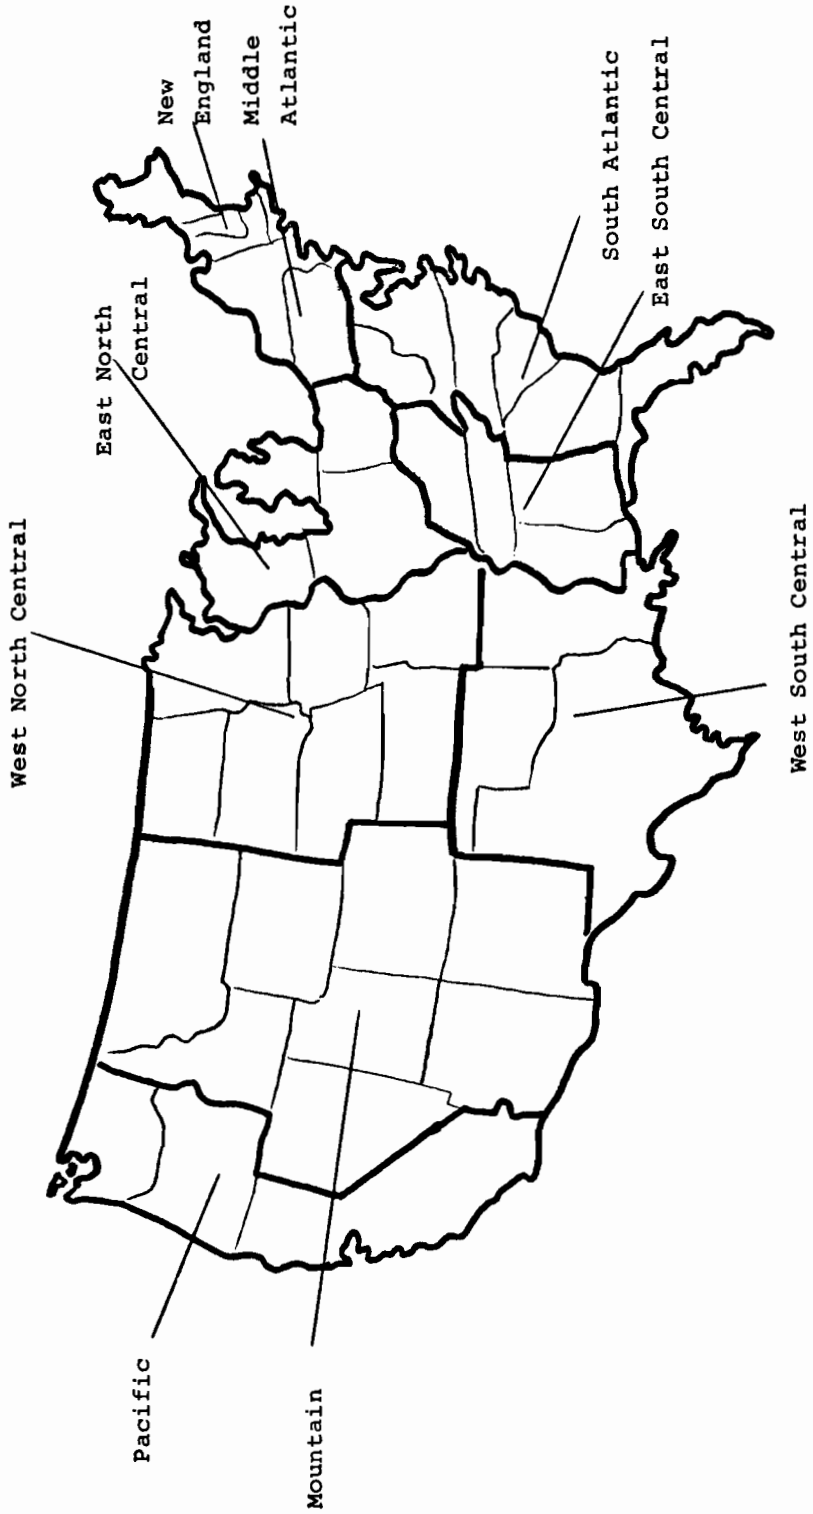 West North Central
East North
Central
New
England
Middle
Atlantic
Pacific
Mountain
South Atlantic
East South Central
West South Central